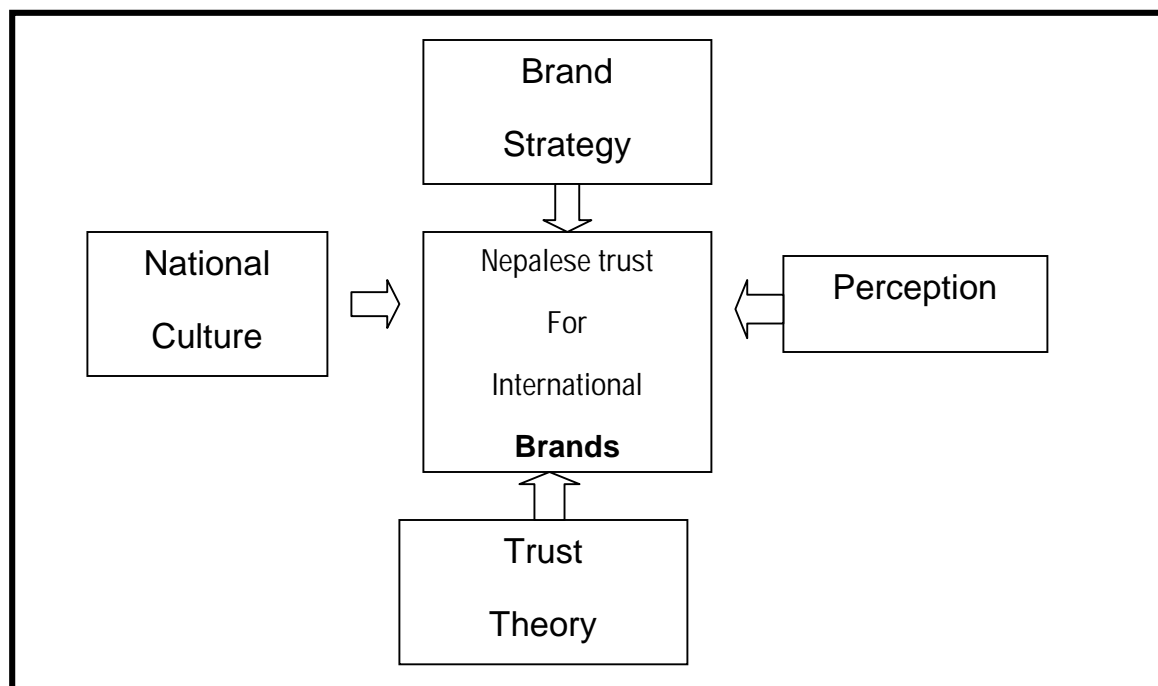 Brand
Strategy
National
Culture
Nepalese trust
For
International
Brands
Perception
Trust
Theory